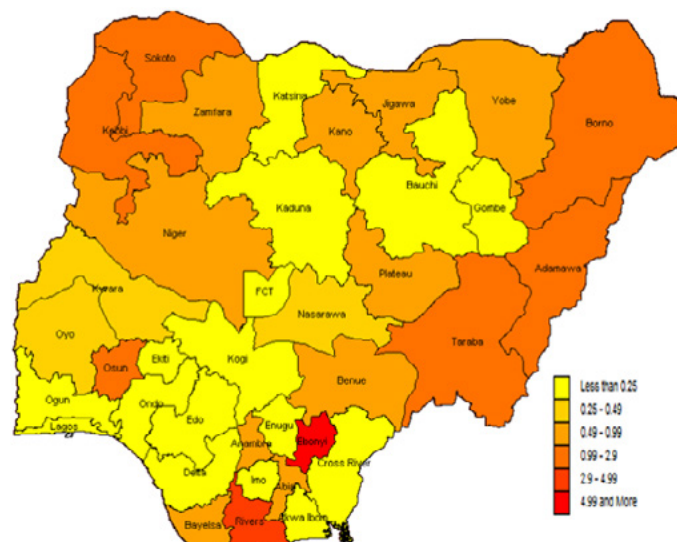 Sokoto
Katsina
Zamfara
Jigawa
Yobe
Borno
Kano
Kebbi
Bauchi
Gombe
Kaduna
Niger
Adamawa
Plateau
FCT
Kwara
Nasarawa
Oyo
Taraba
Osun
Ekiti
Kogi
Benue
Ogun
Ondo
Edo
Enugu
Lagos
Anambra
Ebonyi
Cross River
Delta
Imo
Abia
Bayelsa
Rivers
Akwa Ibom
Less than 0.25
0.25 - 0.49
0.49 - 0.99
0.99 - 2.9
2.9 - 4.99
4.99 and More